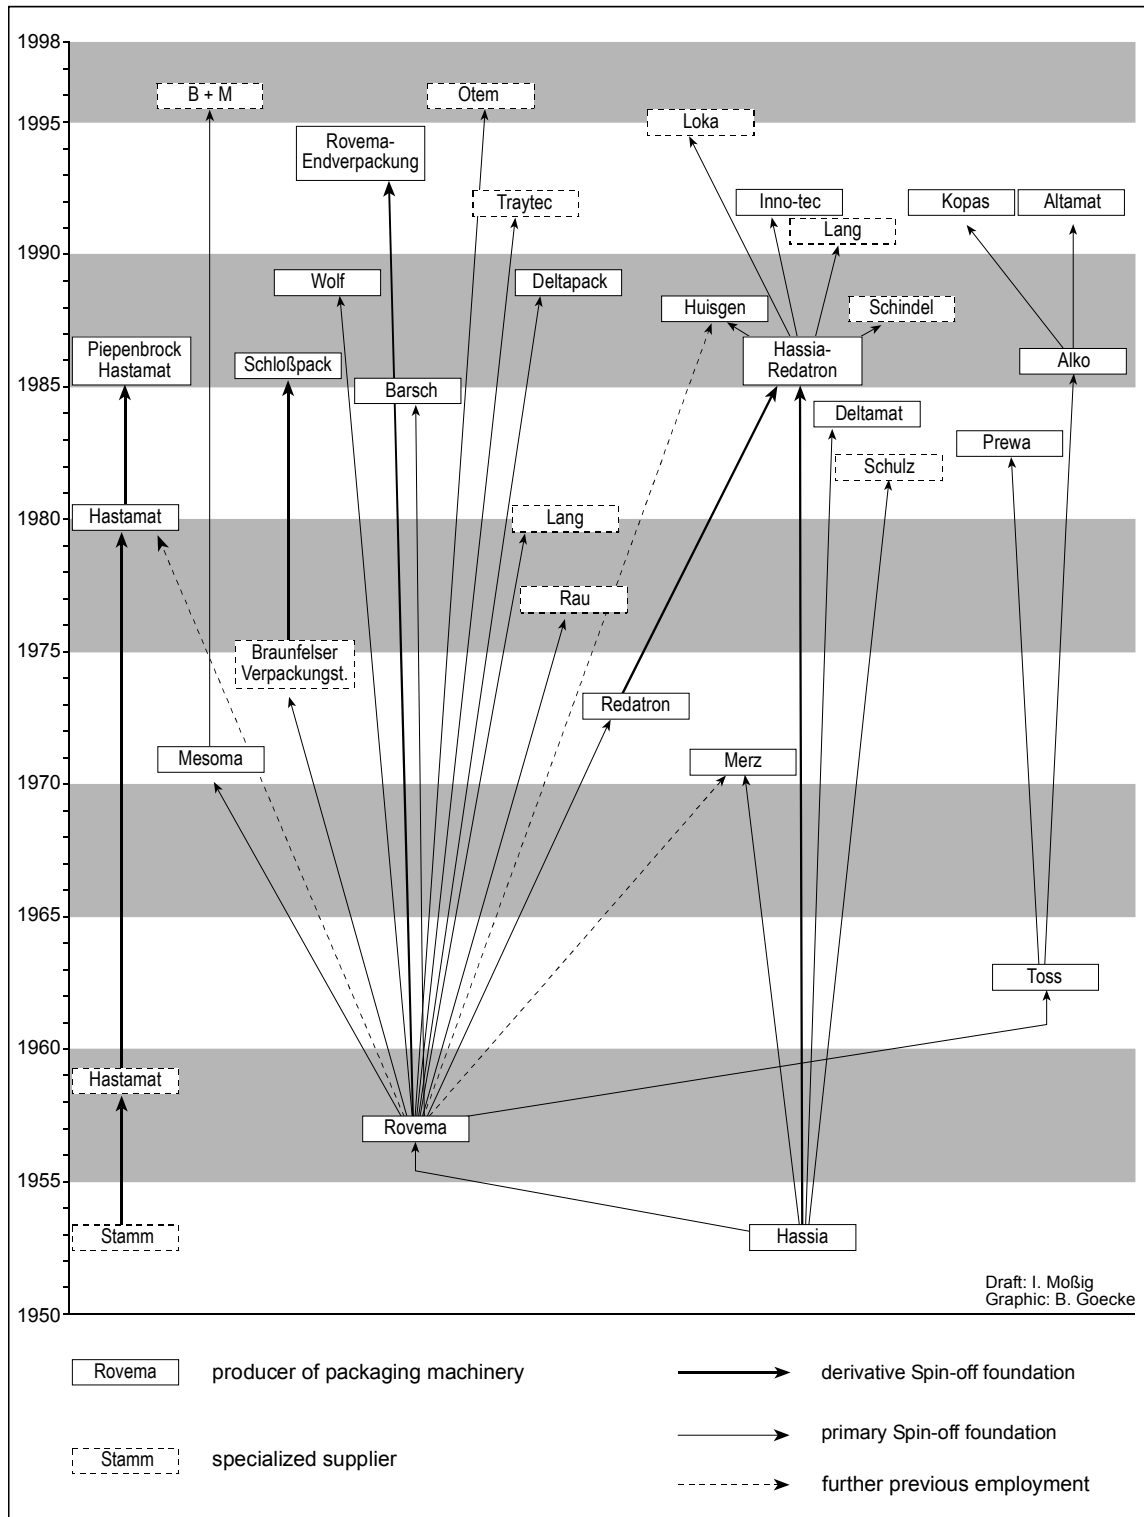 1998
B + M
Otem
1995
Loka
Rovema-
Endverpackung
Traytec
Inno-tec
Kopas
Altamat
Lang
1990
Wolf
Deltapack
Huisgen
Schindel
Piepenbrock
Hastamat
Schloßpack
Hassia-
Redatron
Alko
1985
Barsch
Deltamat
Prewa
Schulz
1980
Hastamat
Lang
Rau
1975
Braunfelser
Verpackungst.
Redatron
Mesoma
Merz
1970
1965
Toss
1960
Hastamat
Rovema
1955
Stamm
Hassia
Draft: I. Moßig
Graphic: B. Goecke
1950
Rovema
producer of packaging machinery
derivative Spin-off foundation
primary Spin-off foundation
Stamm
specialized supplier
further previous employment